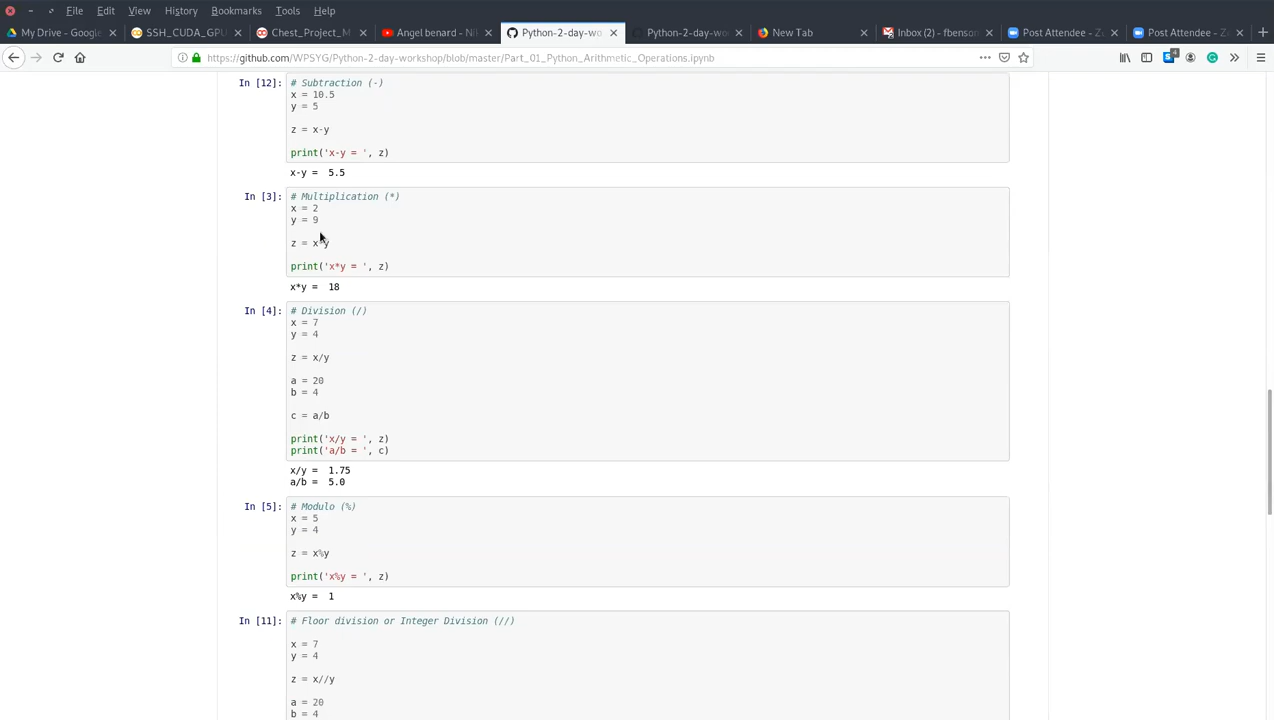 File Edit View History Bookmarks Tools Help
My Drive - Google
SSH_CUDA_GPU
Chest_Project_M
Angel benard - Ni
Python-2-day-wo
Python-2-day-w
New Tab
Inbox (2) - fbenson
Post Attendee - Zo
Post Attendee - Zo
https://github.com/WPSYG/Python-2-day-workshop/blob/master/Part_01_Python_Arithmetic_Operations.ipynb
4
In [12]: # Subtraction (-)
x = 10.5
y = 5
z = x-y
print('x-y = ', z)
x-y =  5.5
In [3]: # Multiplication (*)
x = 2
y = 9
z = x*y
print('x*y = ', z)
x*y =  18
In [4]: # Division (/)
x = 7
y = 4
z = x/y
a = 20
b = 4
c = a/b
print('x/y = ', z)
print('a/b = ', c)
x/y =  1.75
a/b =  5.0
In [5]: # Modulo (%)
x = 5
y = 4
z = x%y
print('x%y = ', z)
x%y =  1
In [11]: # Floor division or Integer Division (//)
x = 7
y = 4
z = x//y
a = 20
b = 4